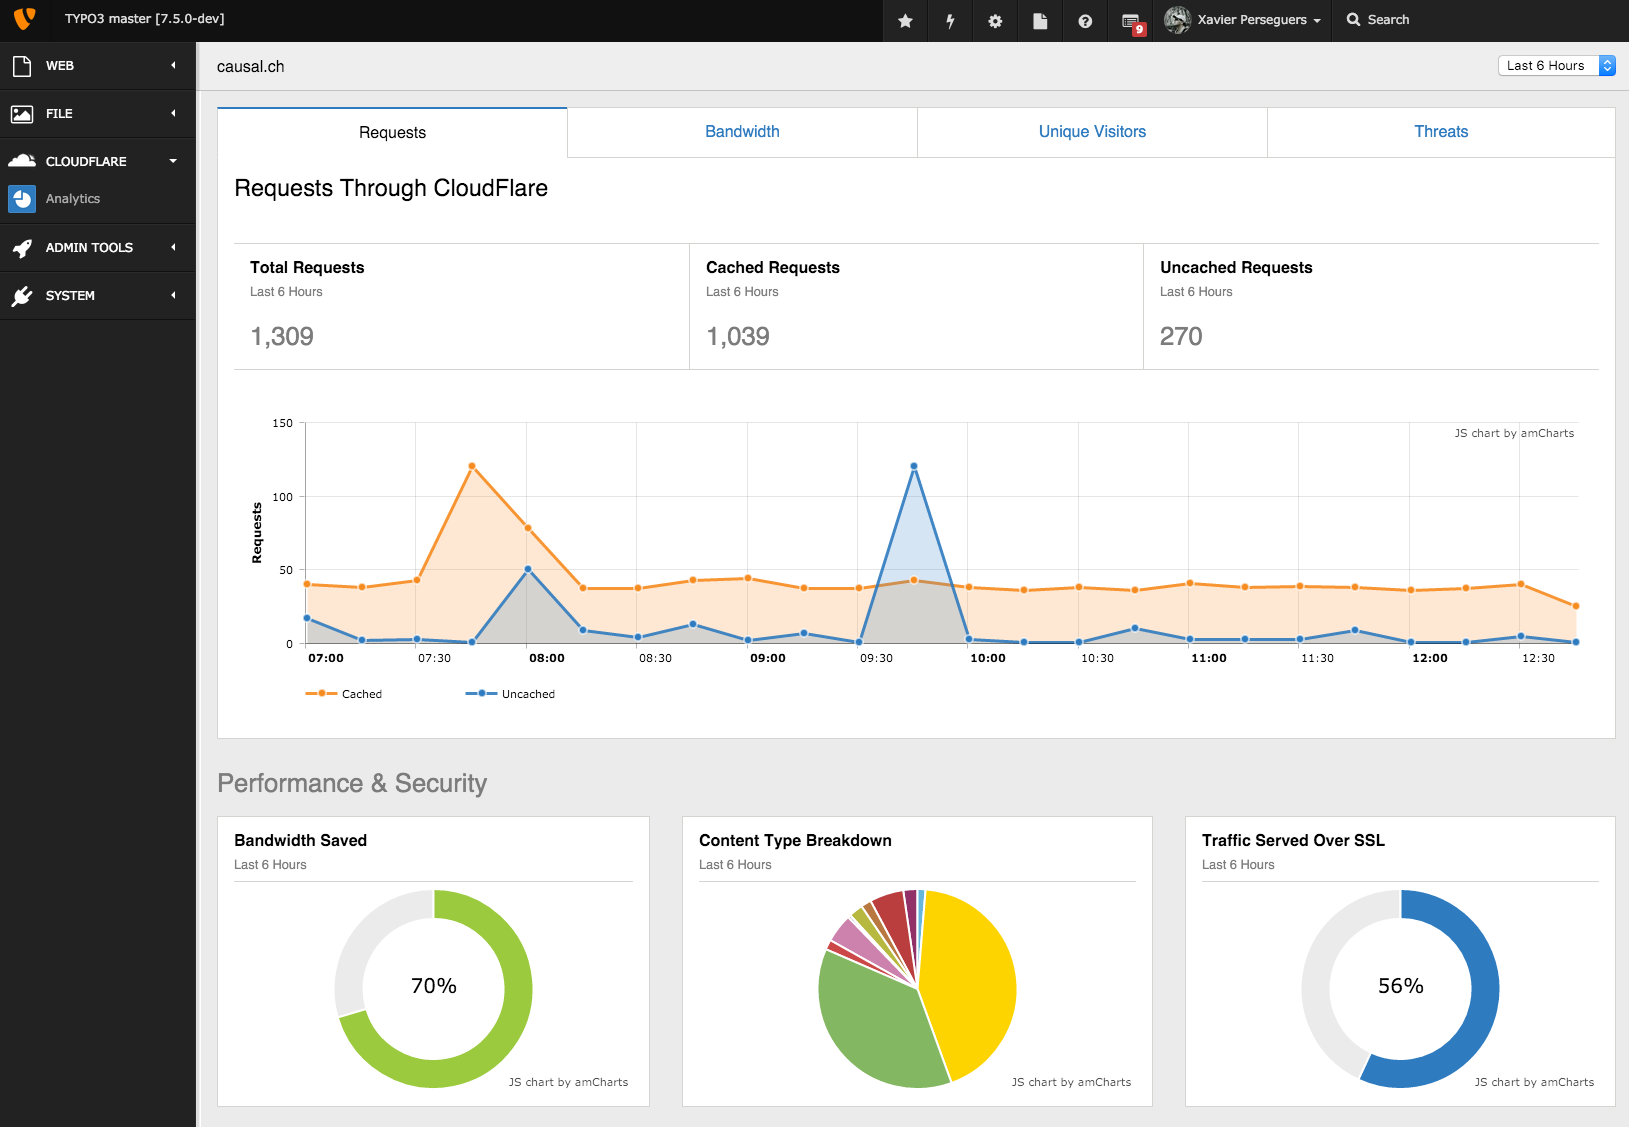 TYPO3 master [7.5.0-dev]
9
Xavier Perseguers
Search
WEB
FILE
CLOUDFLARE
Analytics
ADMIN TOOLS
SYSTEM
causal.ch
Last 6 Hours
Requests
Bandwidth
Unique Visitors
Threats
Requests Through CloudFlare
Total Requests
Last 6 Hours
1,309
Cached Requests
Last 6 Hours
1,039
Uncached Requests
Last 6 Hours
270
JS chart by amCharts
Requests
150
100
50
0
07:00 07:30 08:00 08:30 09:00 09:30 10:00 10:30 11:00 11:30 12:00 12:30
Cached
Uncached
Performance & Security
Bandwidth Saved
Last 6 Hours
70%
JS chart by amCharts
Content Type Breakdown
Last 6 Hours
JS chart by amCharts
Traffic Served Over SSL
Last 6 Hours
56%
JS chart by amCharts